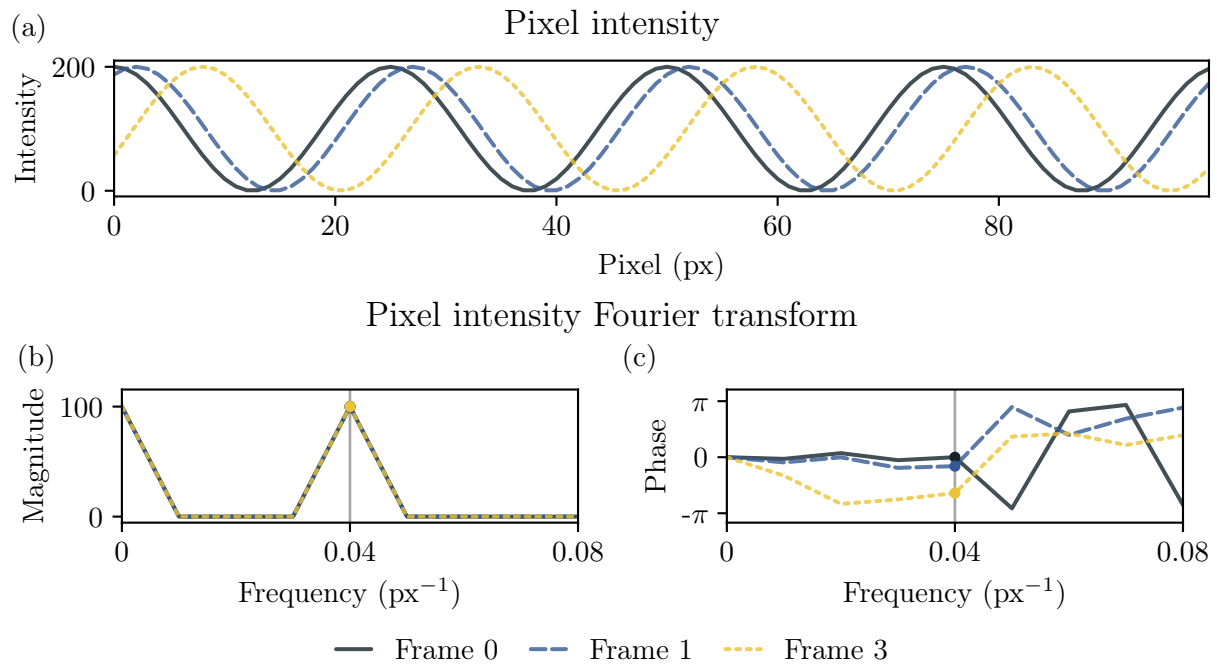 (a)
Pixel intensity
Intensity
200
0
0 20 40 60 80
Pixel (px)
Pixel intensity Fourier transform
(b)
Magnitude
100
0
0 0.04 0.08
Frequency (px⁻¹)
(c)
Phase
π
0
-π
0 0.04 0.08
Frequency (px⁻¹)
Frame 0 Frame 1 Frame 3